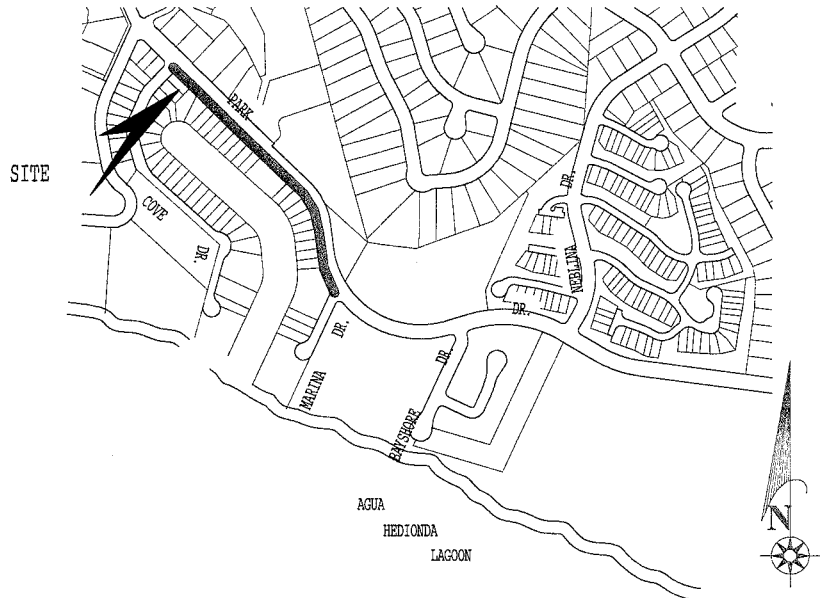 PARK
SITE
COVE
DR.
DR.
NEBLINA
DR.
DR.
DR.
MARINA
BAYSHORE
AGUA
HEDIONDA
LAGOON
N